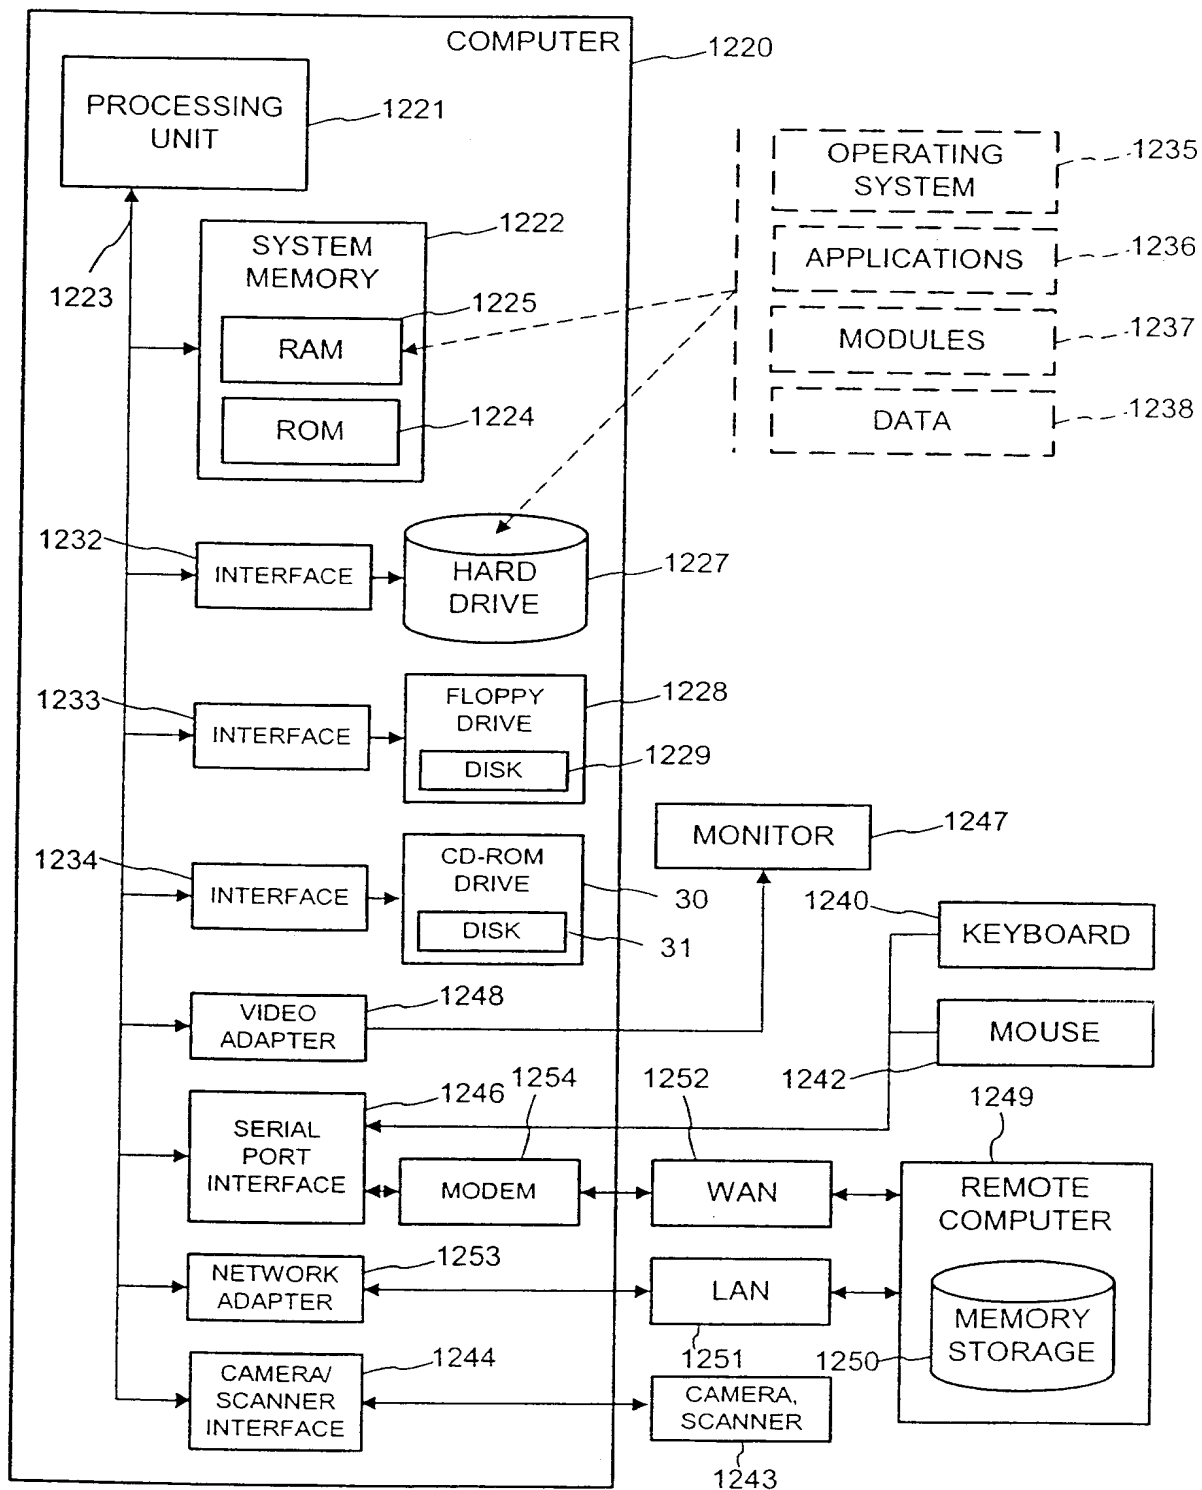 COMPUTER
1220
PROCESSING
UNIT
1221
1223
SYSTEM
MEMORY
1222
RAM
1225
ROM
1224
OPERATING
SYSTEM
1235
APPLICATIONS
1236
MODULES
1237
DATA
1238
1232
INTERFACE
HARD
DRIVE
1227
1233
INTERFACE
FLOPPY
DRIVE
1228
DISK
1229
1234
INTERFACE
CD-ROM
DRIVE
30
DISK
31
MONITOR
1247
1240
KEYBOARD
MOUSE
1242
VIDEO
ADAPTER
1248
SERIAL
PORT
INTERFACE
1246
1254
MODEM
1252
WAN
1249
REMOTE
COMPUTER
MEMORY
STORAGE
1250
NETWORK
ADAPTER
1253
LAN
1251
CAMERA/
SCANNER
INTERFACE
1244
CAMERA,
SCANNER
1243